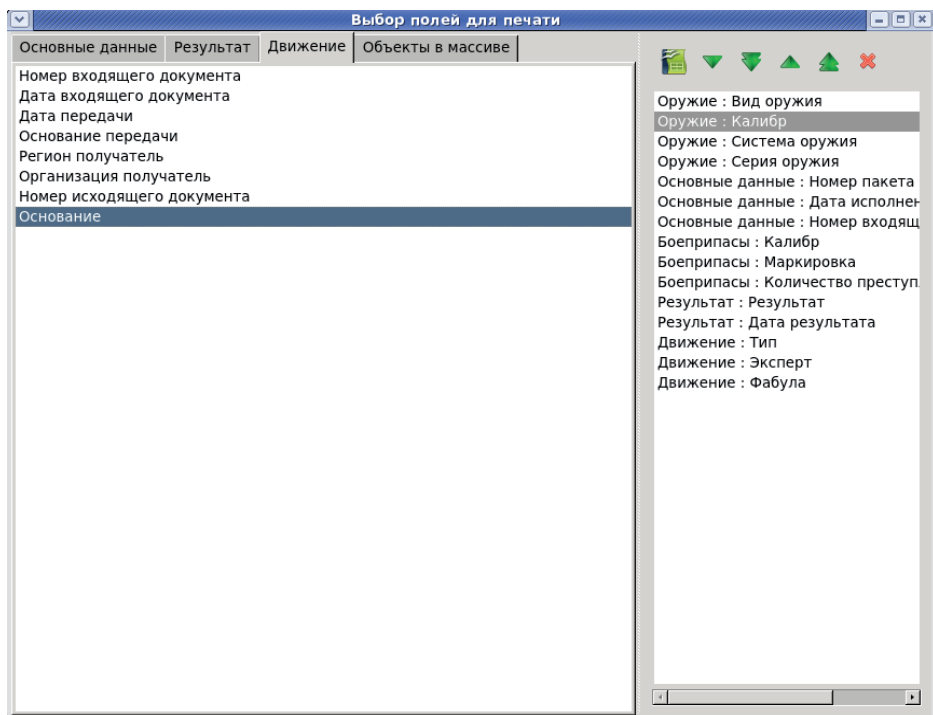 Выбор полей для печати
Основные данные Результат Движение Объекты в массиве
Номер входящего документа
Дата входящего документа
Дата передачи
Основание передачи
Регион получатель
Организация получатель
Номер исходящего документа
Основание
Оружие : Вид оружия
Оружие : Калибр
Оружие : Система оружия
Оружие : Серия оружия
Основные данные : Номер пакета
Основные данные : Дата исполнен
Основные данные : Номер входящ
Боеприпасы : Калибр
Боеприпасы : Маркировка
Боеприпасы : Количество преступ
Результат : Результат
Результат : Дата результата
Движение : Тип
Движение : Эксперт
Движение : Фабула